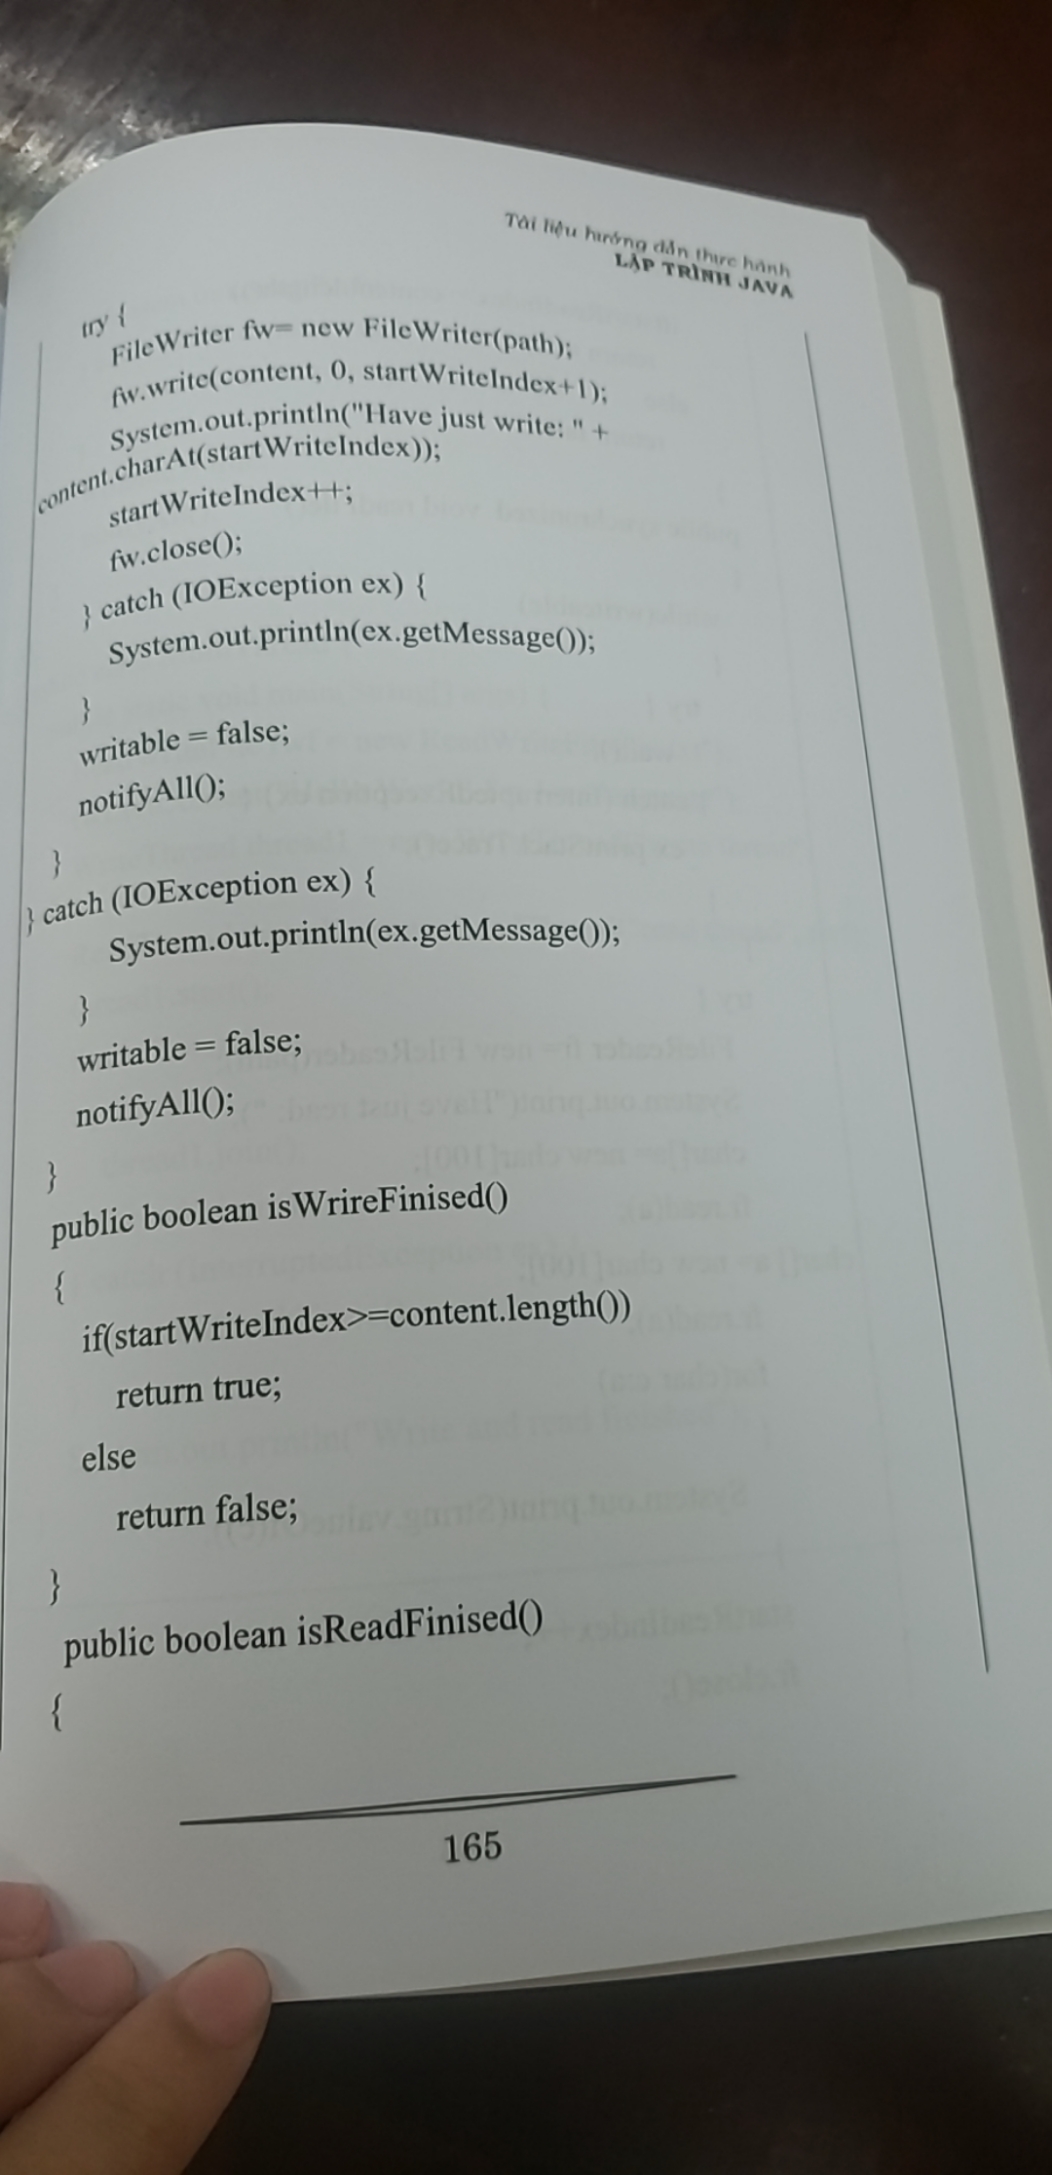 Tài liệu hướng dẫn thực hành
LẬP TRÌNH JAVA
try {
FileWriter fw= new FileWriter(path);
fw.write(content, 0, startWriteIndex+1);
System.out.println("Have just write: " +
content.charAt(startWriteIndex));
startWriteIndex++;
fw.close();
} catch (IOException ex) {
System.out.println(ex.getMessage());
}
writable = false;
notifyAll();
}
} catch (IOException ex) {
System.out.println(ex.getMessage());
}
writable = false;
notifyAll();
}
public boolean isWrireFinised()
{
if(startWriteIndex>=content.length())
return true;
else
return false;
}
public boolean isReadFinised()
{
165